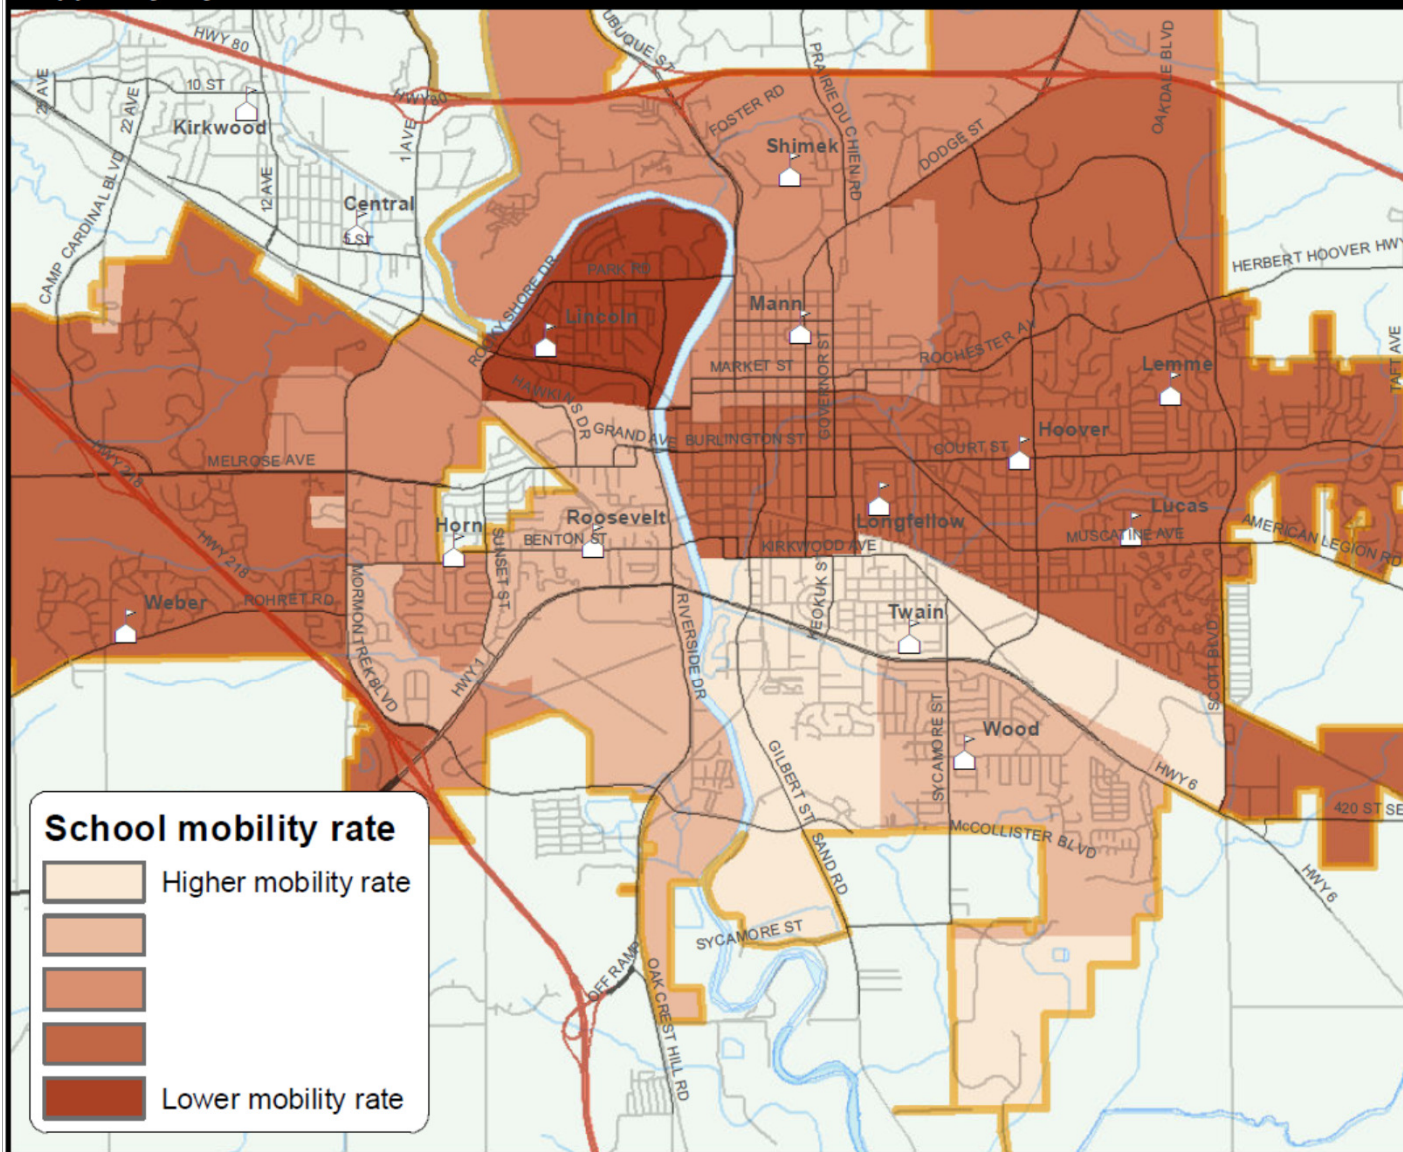 HWY 80
UBUQUE ST
PRAIRIE DU CHIEN RD
OAKDALE BLVD
26 AVE
10 ST
22 AVE
HWY 80
FOSTER RD
Kirkwood
1 AVE
DODGE ST
Shimek
CAMP CARDINAL BLVD
12 AVE
Central
5 ST
HERBERT HOOVER HWY
PARK RD
ROCKY SHORE DR
Lincoln
Mann
GOVERNOR ST
ROCHESTER AV
TAFT AVE
MARKET ST
Lemme
HAWKINS DR
GRAND AVE
BURLINGTON ST
COURT ST
Hoover
HWY 218
MELROSE AVE
Horn
Roosevelt
Longfellow
Lucas
BENTON ST
SUNSET ST
KIRKWOOD AVE
MUSCATINE AVE
AMERICAN LEGION RD
HWY 218
Weber
ROHRET RD
MORMON TREK BLVD
RIVERSIDE DR
KEOKUK ST
Twain
HWY 1
SCOTT BLVD
SYCAMORE ST
Wood
GILBERT ST
HWY 6
420 ST SE
McCOLLISTER BLVD
SAND RD
HWY 6
SYCAMORE ST
OFF RAMP
OAK CREST HILL RD
School mobility rate
Higher mobility rate
Lower mobility rate